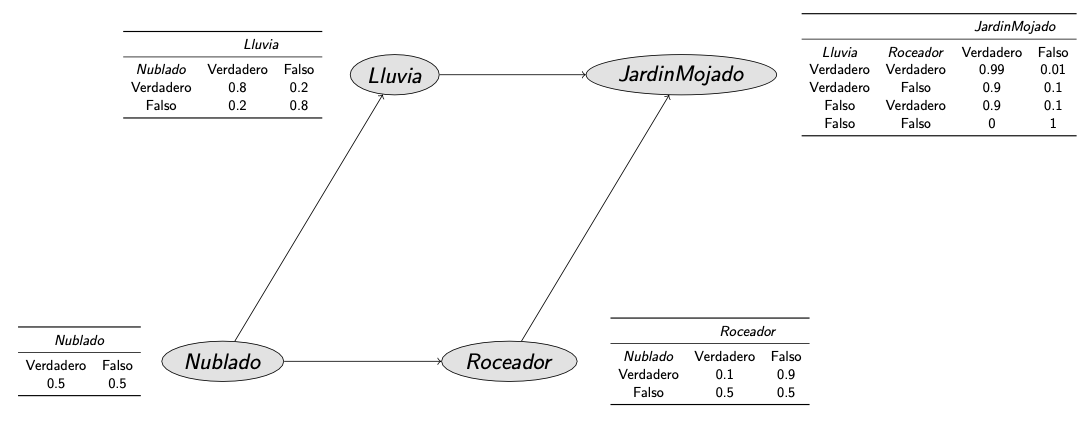 Lluvia
Nublado Verdadero Falso
Verdadero 0.8 0.2
Falso 0.2 0.8
Lluvia
JardinMojado
JardinMojado
Lluvia Roceador Verdadero Falso
Verdadero Verdadero 0.99 0.01
Verdadero Falso 0.9 0.1
Falso Verdadero 0.9 0.1
Falso Falso 0 1
Nublado
Verdadero Falso
0.5 0.5
Nublado
Roceador
Roceador
Nublado Verdadero Falso
Verdadero 0.1 0.9
Falso 0.5 0.5